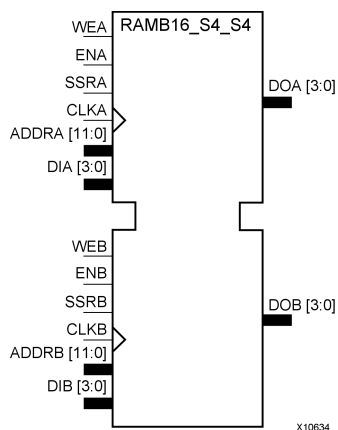 RAMB16_S4_S4
WEA
ENA
SSRA
CLKA
ADDRA [11:0]
DIA [3:0]
DOA [3:0]
WEB
ENB
SSRB
CLKB
ADDRB [11:0]
DIB [3:0]
DOB [3:0]
X10634